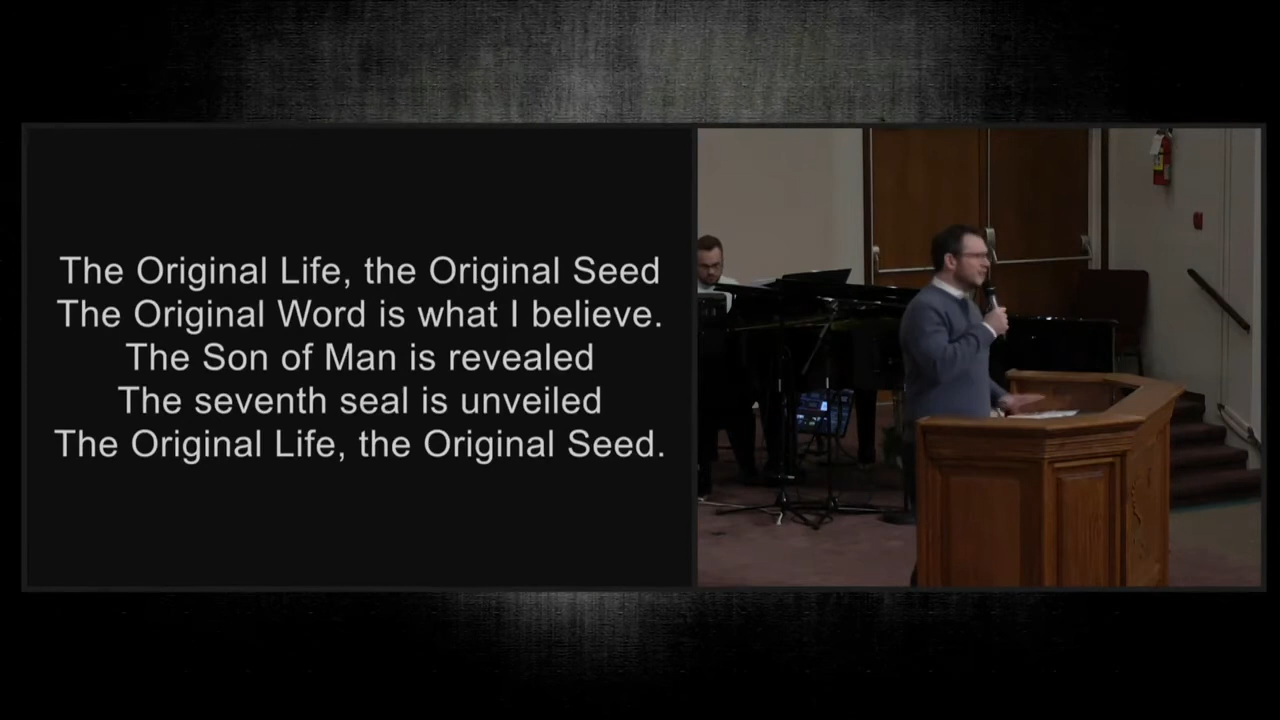 The Original Life, the Original Seed
The Original Word is what I believe.
The Son of Man is revealed
The seventh seal is unveiled
The Original Life, the Original Seed.